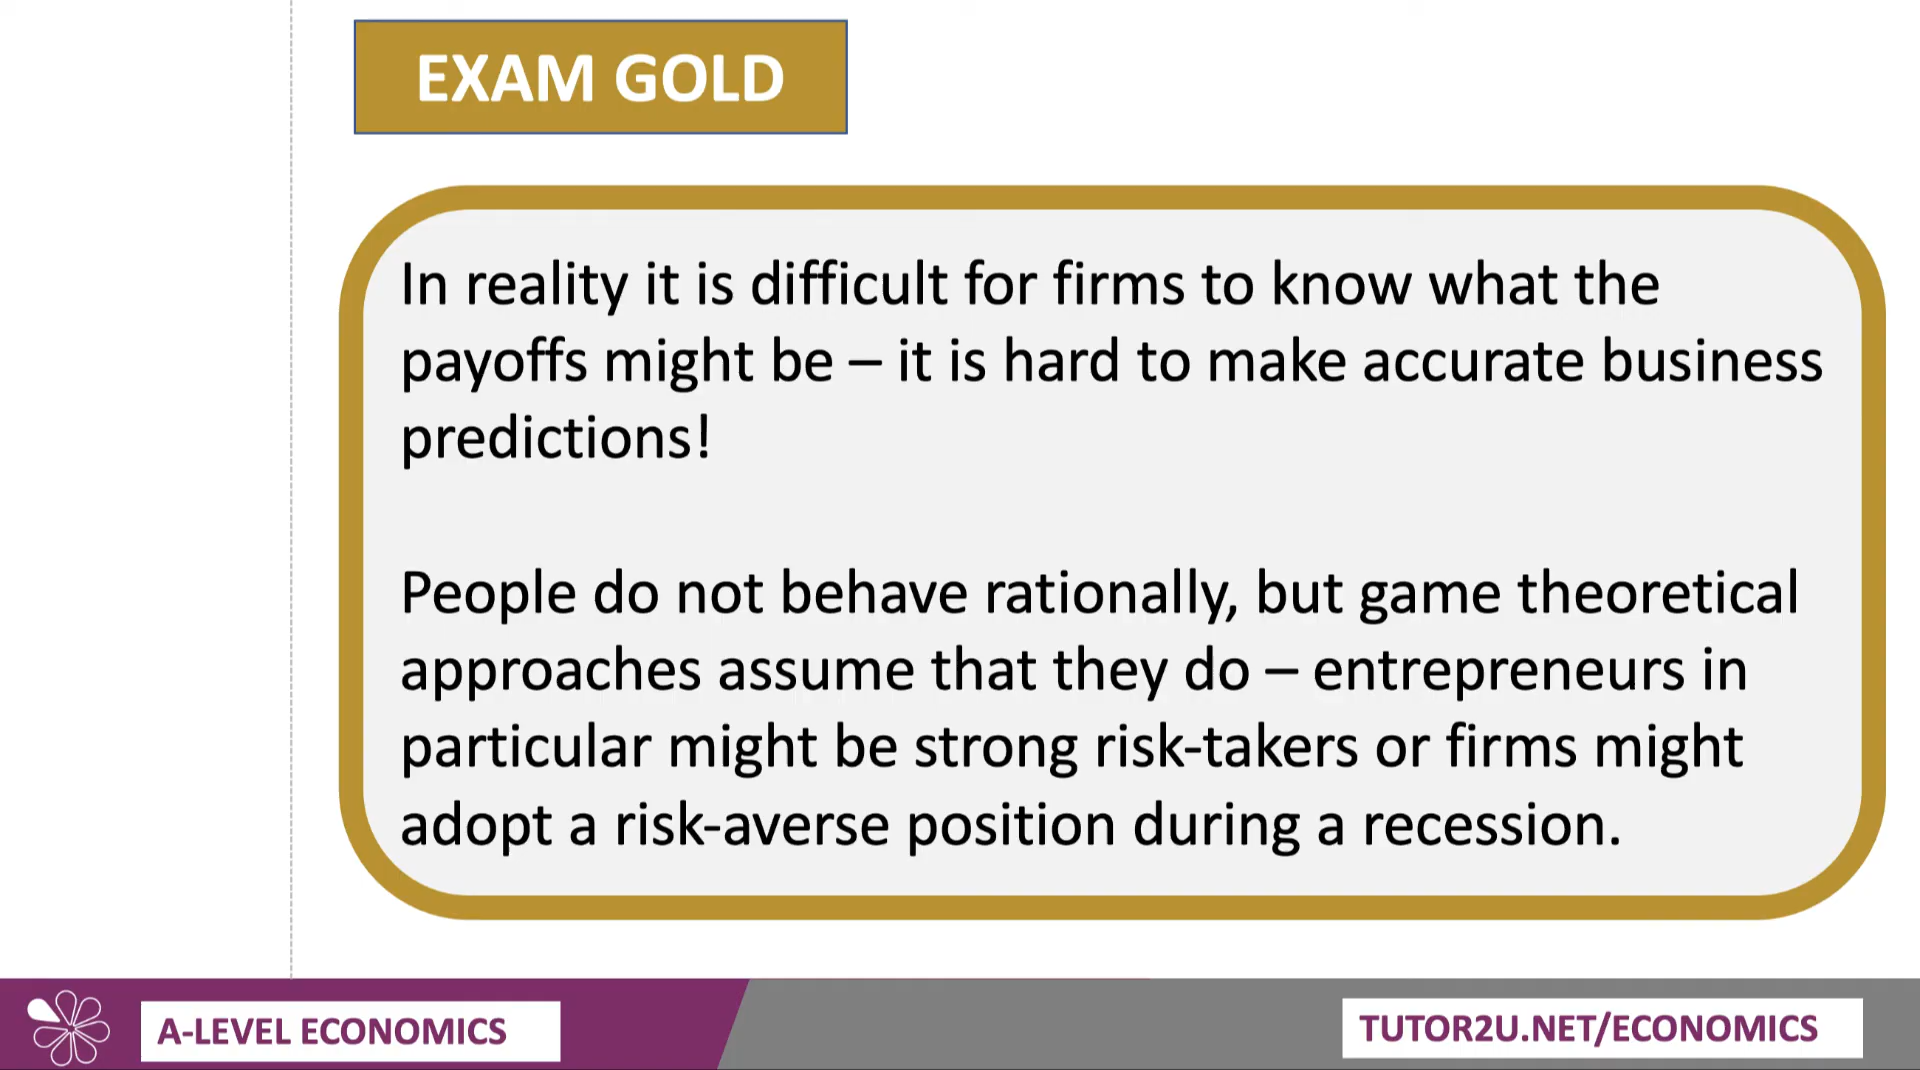 EXAM GOLD
In reality it is difficult for firms to know what the
payoffs might be – it is hard to make accurate business
predictions!
People do not behave rationally, but game theoretical
approaches assume that they do – entrepreneurs in
particular might be strong risk-takers or firms might
adopt a risk-averse position during a recession.
A-LEVEL ECONOMICS
TUTOR2U.NET/ECONOMICS